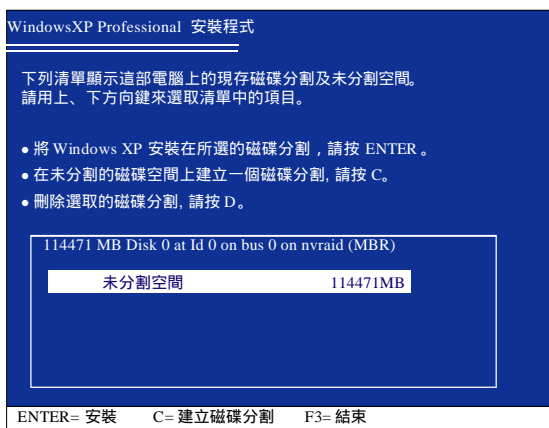 WindowsXP Professional 安裝程式
下列清單顯示這部電腦上的現存磁碟分割及未分割空間。
請用上、下方向鍵來選取清單中的項目。
• 將 Windows XP 安裝在所選的磁碟分割，請按 ENTER。
• 在未分割的磁碟空間上建立一個磁碟分割, 請按 C。
• 刪除選取的磁碟分割, 請按 D。
114471 MB Disk 0 at Id 0 on bus 0 on nvraid (MBR)
未分割空間 114471MB
ENTER= 安裝 C= 建立磁碟分割 F3= 結束